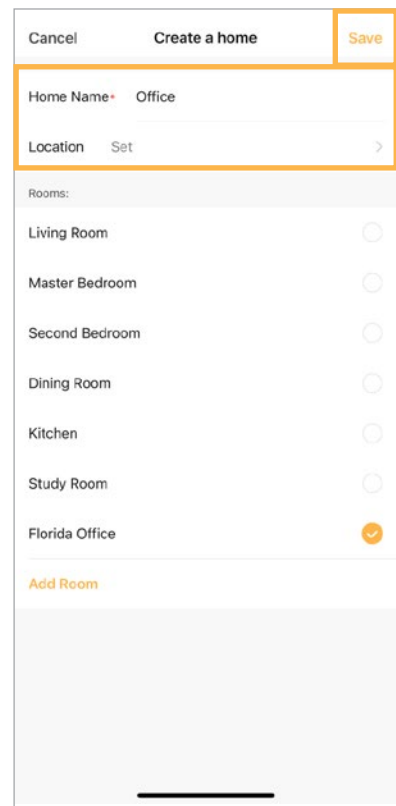 Cancel Create a home Save
Home Name* Office
Location Set
Rooms:
Living Room
Master Bedroom
Second Bedroom
Dining Room
Kitchen
Study Room
Florida Office
Add Room